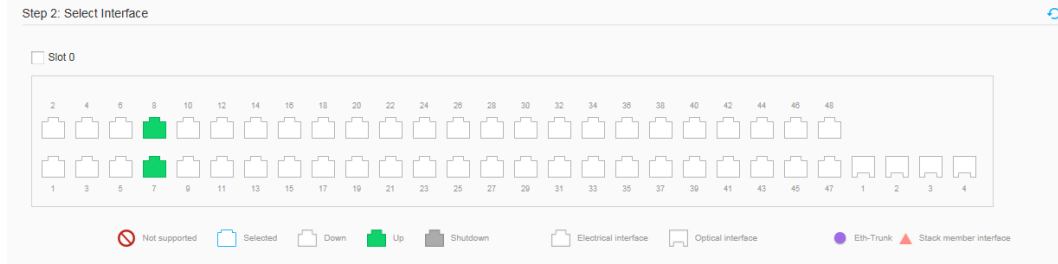 Step 2: Select Interface
Slot 0
2 4 6 8 10 12 14 16 18 20 22 24 26 28 30 32 34 36 38 40 42 44 46 48
1 3 5 7 9 11 13 15 17 19 21 23 25 27 29 31 33 35 37 39 41 43 45 47 1 2 3 4
Not supported Selected Down Up Shutdown Electrical interface Optical interface Eth-Trunk Stack member interface